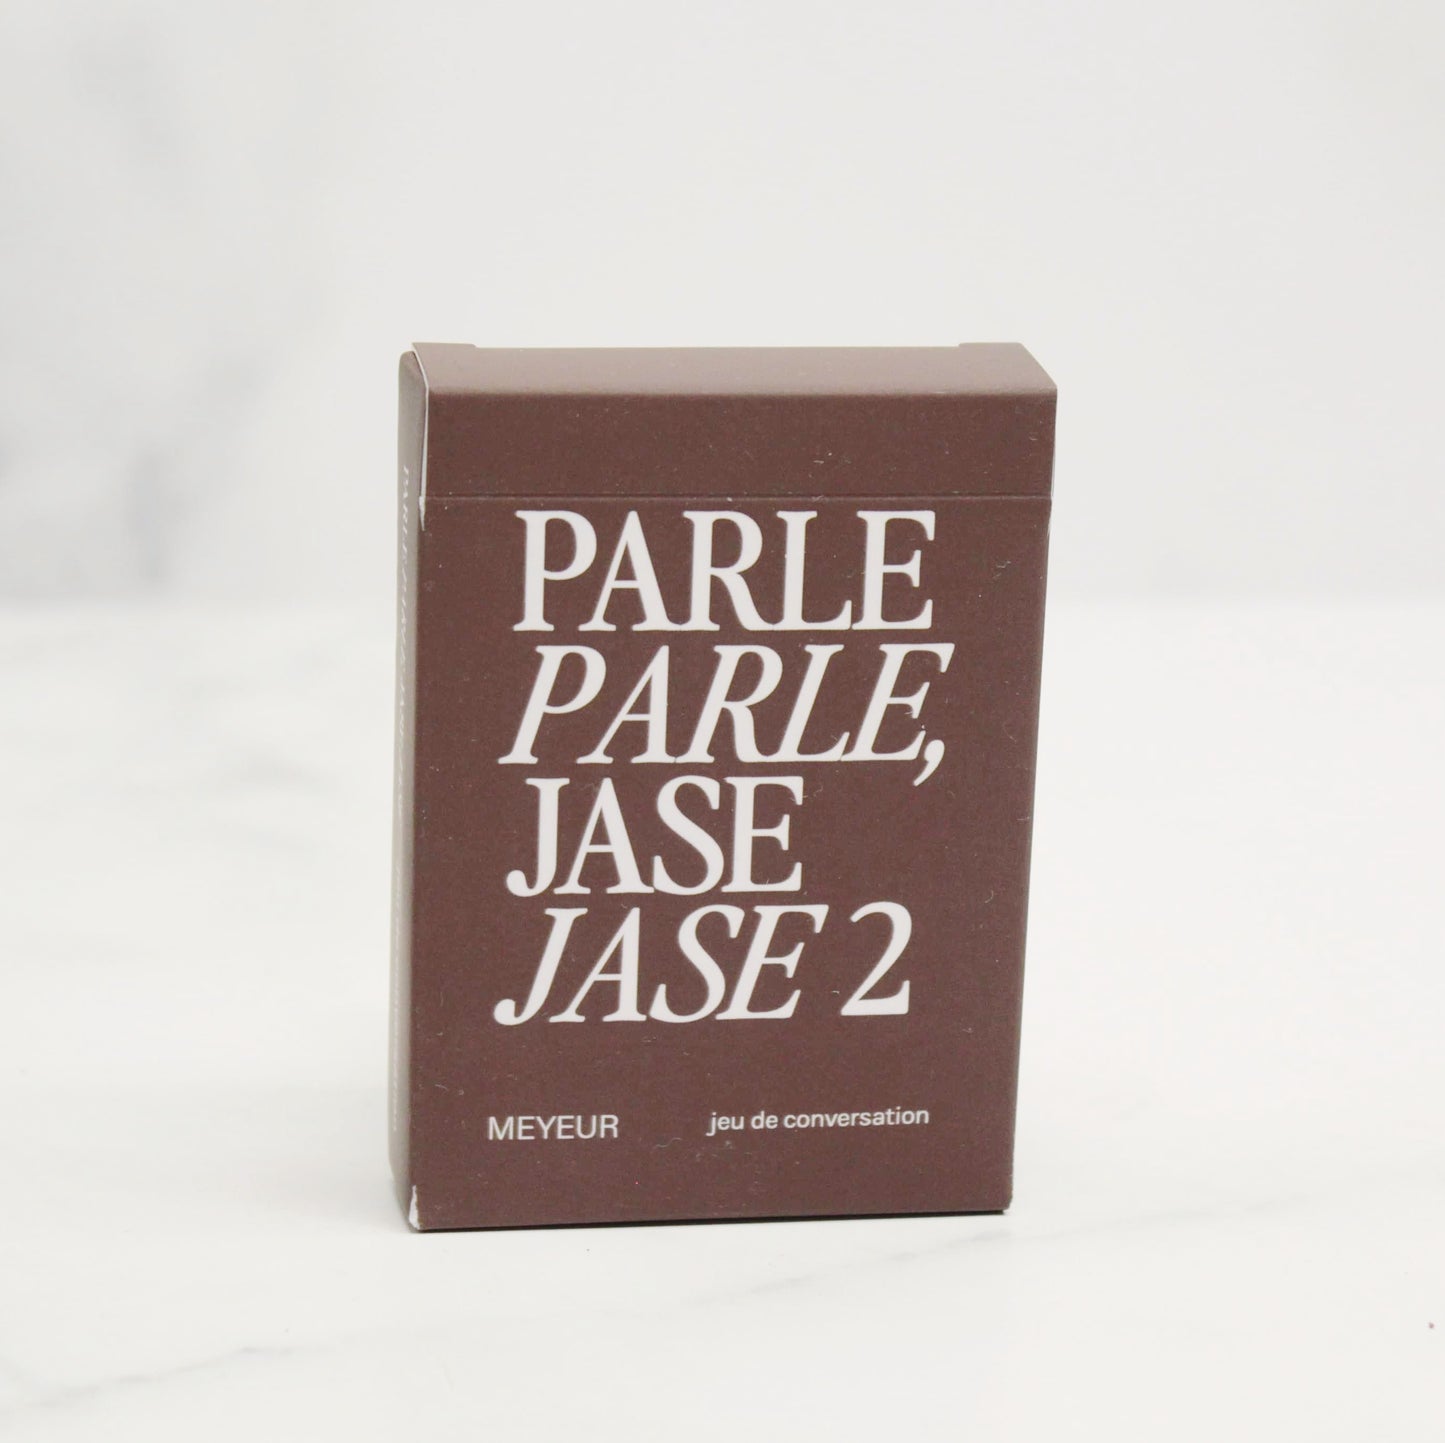 PARLE
PARLE,
JASE
JASE 2
MEYEUR
jeu de conversation